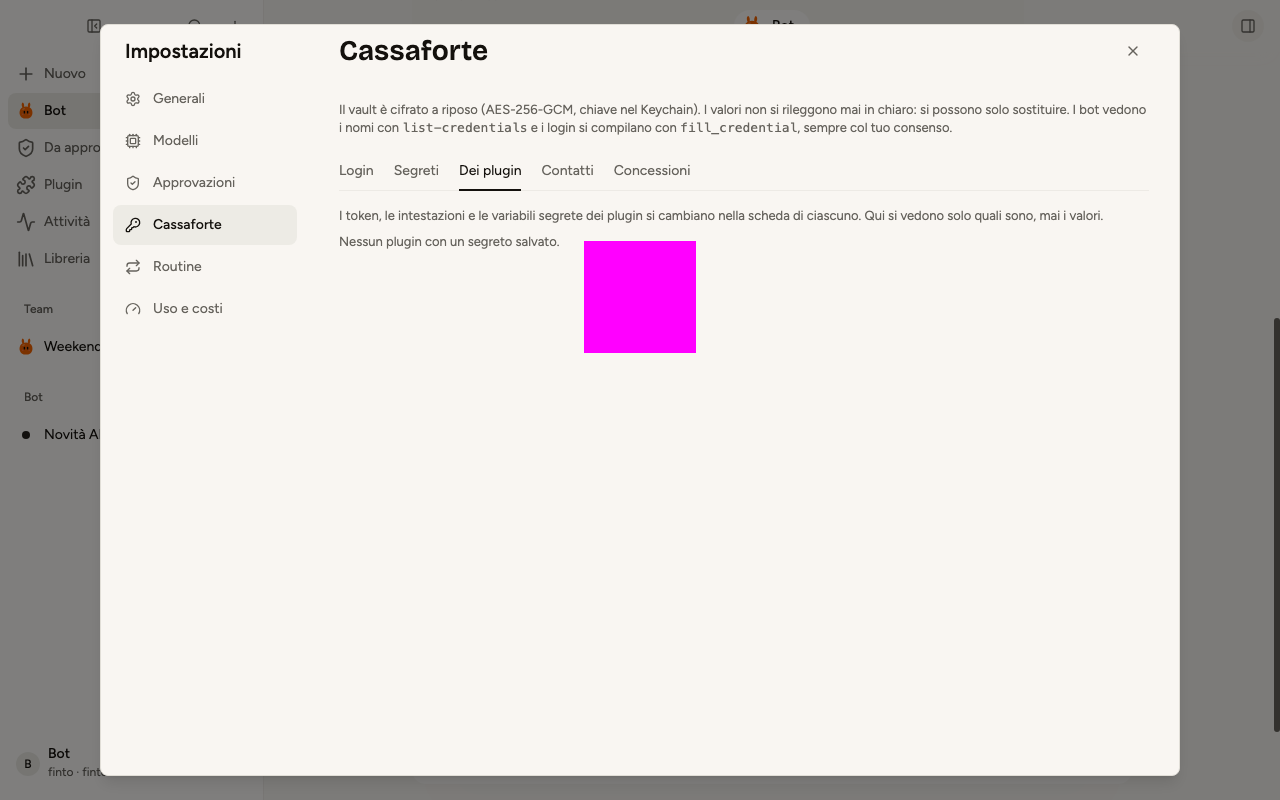 Impostazioni
Generali
Modelli
Approvazioni
Cassaforte
Routine
Uso e costi
Cassaforte
Il vault è cifrato a riposo (AES-256-GCM, chiave nel Keychain). I valori non si rileggono mai in chiaro: si possono solo sostituire. I bot vedono
i nomi con list-credentials e i login si compilano con fill_credential, sempre col tuo consenso.
Login Segreti Dei plugin Contatti Concessioni
I token, le intestazioni e le variabili segrete dei plugin si cambiano nella scheda di ciascuno. Qui si vedono solo quali sono, mai i valori.
Nessun plugin con un segreto salvato.
Nuovo
Bot
Da appro
Plugin
Attività
Libreria
Team
Weekend
Bot
Novità
B
Bot
finto ·
Bot